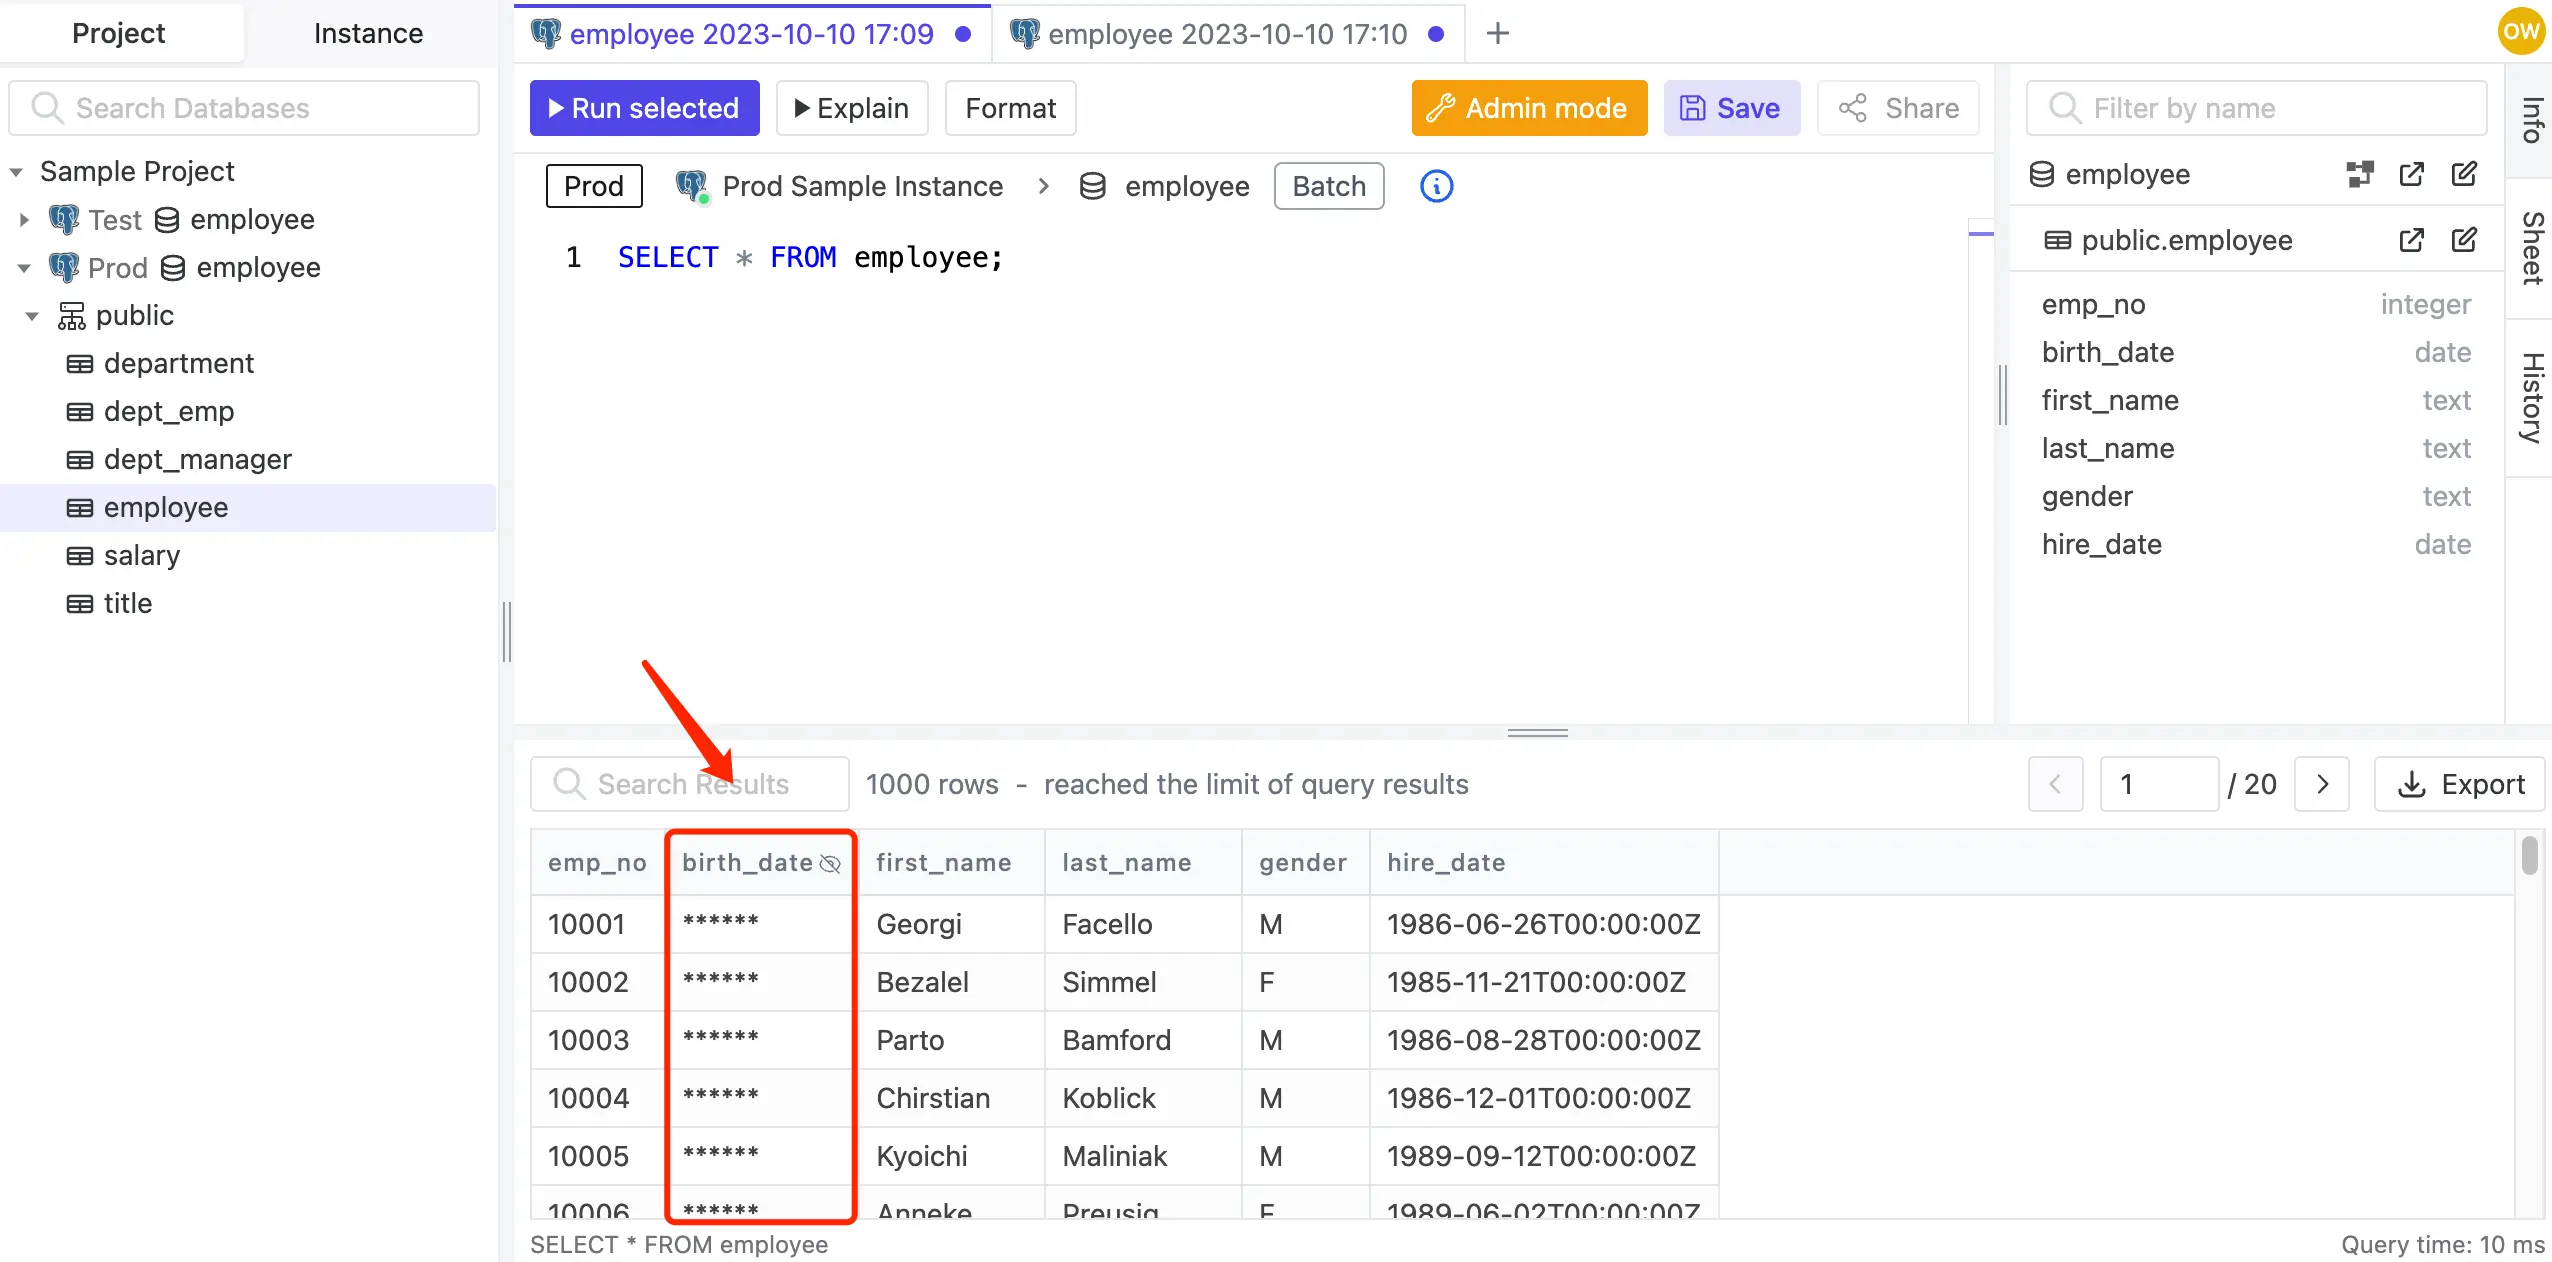 Project Instance
employee 2023-10-10 17:09 employee 2023-10-10 17:10 +
OW
Search Databases
Sample Project
Test employee
Prod employee
public
department
dept_emp
dept_manager
employee
salary
title
Run selected Explain Format Admin mode Save Share
Prod Prod Sample Instance > employee Batch
1 SELECT * FROM employee;
Filter by name
employee
public.employee
emp_no integer
birth_date date
first_name text
last_name text
gender text
hire_date date
Info
Sheet
History
Search Results 1000 rows - reached the limit of query results 1 / 20 Export
emp_no birth_date first_name last_name gender hire_date
10001 ****** Georgi Facello M 1986-06-26T00:00:00Z
10002 ****** Bezalel Simmel F 1985-11-21T00:00:00Z
10003 ****** Parto Bamford M 1986-08-28T00:00:00Z
10004 ****** Chirstian Koblick M 1986-12-01T00:00:00Z
10005 ****** Kyoichi Maliniak M 1989-09-12T00:00:00Z
10006 ****** Anneke Preusig F 1989-06-02T00:00:00Z
SELECT * FROM employee Query time: 10 ms